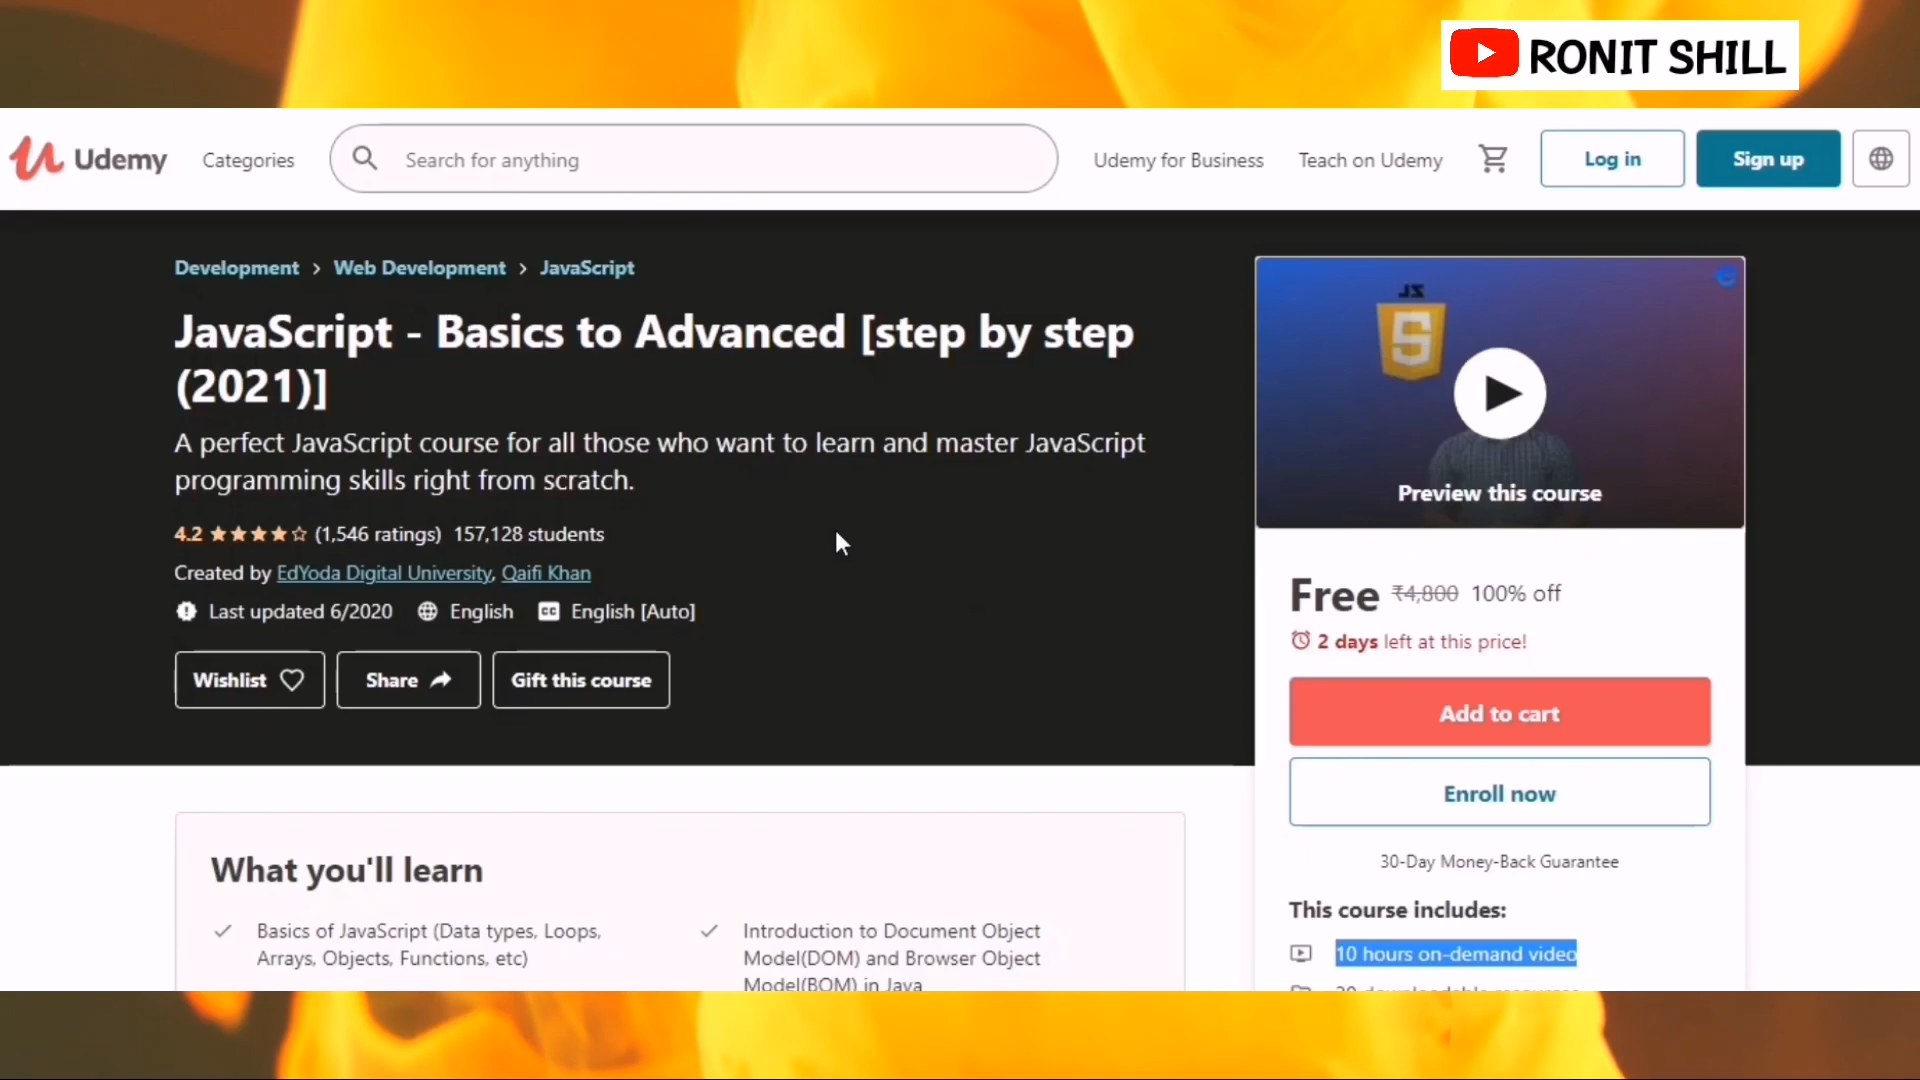 RONIT SHILL
Udemy
Categories
Search for anything
Udemy for Business
Teach on Udemy
Log in
Sign up
Development > Web Development > JavaScript
JavaScript - Basics to Advanced [step by step
(2021)]
A perfect JavaScript course for all those who want to learn and master JavaScript
programming skills right from scratch.
4.2 (1,546 ratings) 157,128 students
Created by EdYoda Digital University, Qaifi Khan
Last updated 6/2020 English CC English [Auto]
Wishlist
Share
Gift this course
JS
Preview this course
Free ₹4,800 100% off
2 days left at this price!
Add to cart
Enroll now
30-Day Money-Back Guarantee
This course includes:
10 hours on-demand video
What you'll learn
Basics of JavaScript (Data types, Loops,
Arrays, Objects, Functions, etc)
Introduction to Document Object
Model(DOM) and Browser Object
Model(BOM) in Java